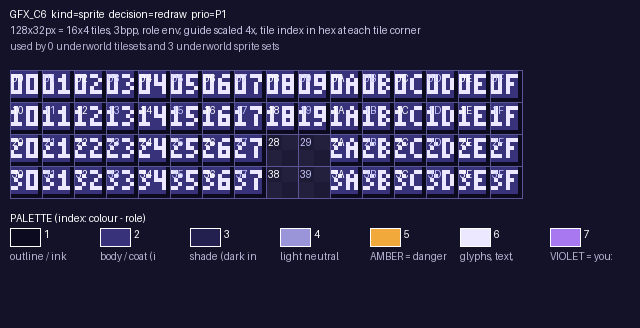 GFX_C6 kind=sprite decision=redraw prio=P1
128x32px = 16x4 tiles, 3bpp, role env; guide scaled 4x, tile index in hex at each tile corner
used by 0 underworld tilesets and 3 underworld sprite sets
00 01 02 03 04 05 06 07 08 09 0A 0B 0C 0D 0E 0F
10 11 12 13 14 15 16 17 18 19 1A 1B 1C 1D 1E 1F
20 21 22 23 24 25 26 27 28 29 2A 2B 2C 2D 2E 2F
30 31 32 33 34 35 36 37 38 39 3A 3B 3C 3D 3E 3F
PALETTE (index: colour - role)
1 2 3 4 5 6 7
outline / ink body / coat (i shade (dark in light neutral AMBER = danger glyphs, text, VIOLET = you: